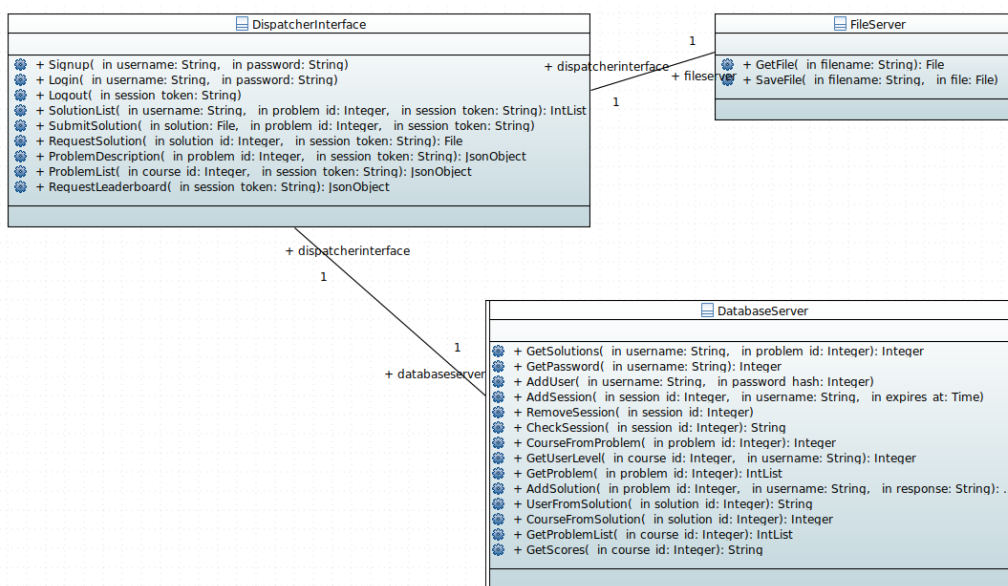 DispatcherInterface
+ Signup( in username: String, in password: String)
+ Login( in username: String, in password: String)
+ Logout( in session token: String)
+ SolutionList( in username: String, in problem id: Integer, in session token: String): IntList
+ SubmitSolution( in solution: File, in problem id: Integer, in session token: String)
+ RequestSolution( in solution id: Integer, in session token: String): File
+ ProblemDescription( in problem id: Integer, in session token: String): JsonObject
+ ProblemList( in course id: Integer, in session token: String): JsonObject
+ RequestLeaderboard( in session token: String): JsonObject
1
+ dispatcherinterface
+ fileserver
1
FileServer
+ GetFile( in filename: String): File
+ SaveFile( in filename: String, in file: File)
+ dispatcherinterface
1
1
+ databaseserver
DatabaseServer
+ GetSolutions( in username: String, in problem id: Integer): Integer
+ GetPassword( in username: String): Integer
+ AddUser( in username: String, in password hash: Integer)
+ AddSession( in session id: Integer, in username: String, in expires at: Time)
+ RemoveSession( in session id: Integer)
+ CheckSession( in session id: Integer): String
+ CourseFromProblem( in problem id: Integer): Integer
+ GetUserLevel( in course id: Integer, in username: String): Integer
+ GetProblem( in problem id: Integer): IntList
+ AddSolution( in problem id: Integer, in username: String, in response: String): .
+ UserFromSolution( in solution id: Integer): String
+ CourseFromSolution( in solution id: Integer): Integer
+ GetProblemList( in course id: Integer): IntList
+ GetScores( in course id: Integer): String